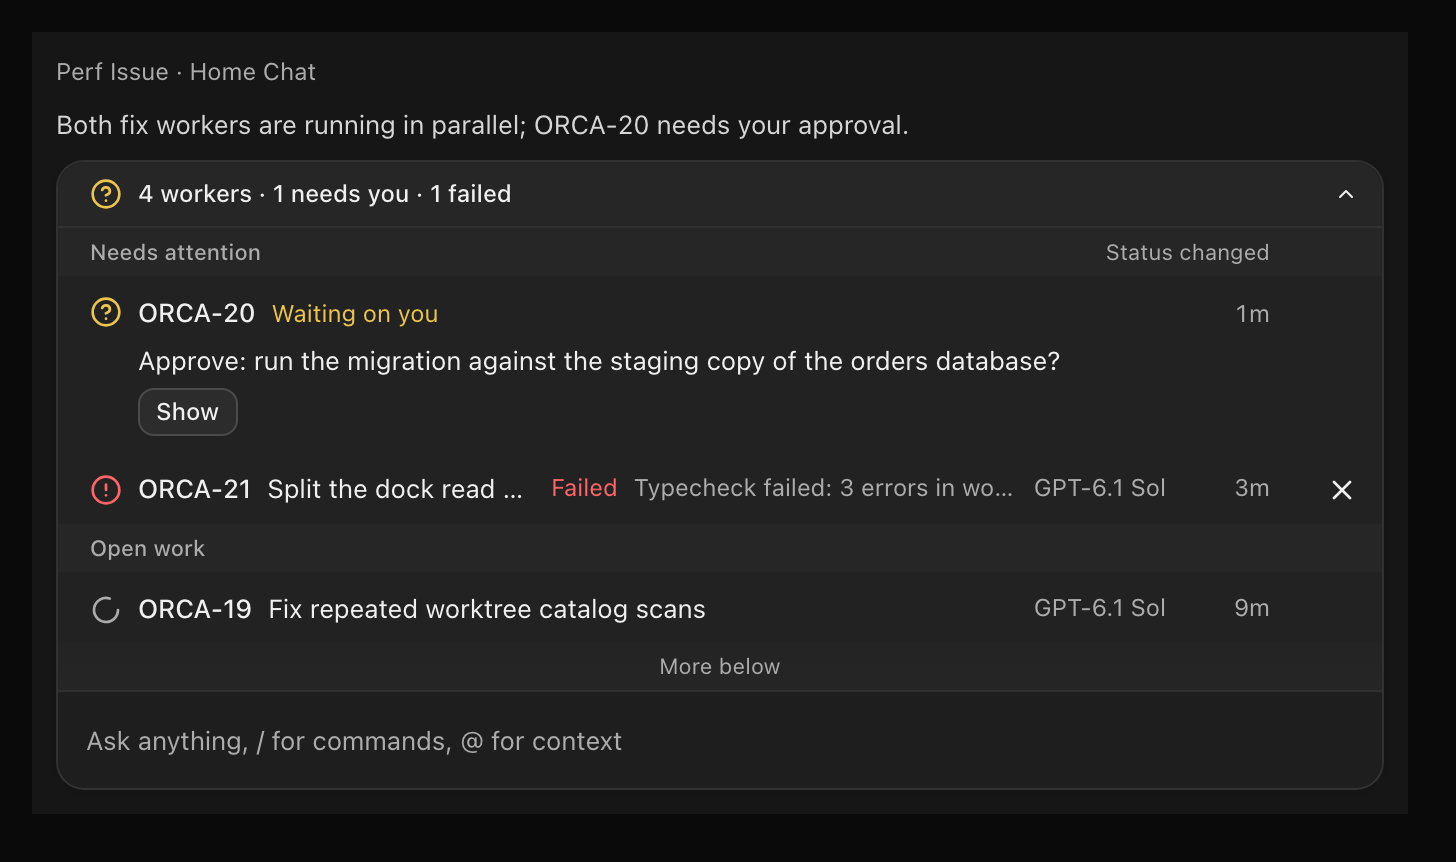 Perf Issue · Home Chat
Both fix workers are running in parallel; ORCA-20 needs your approval.
4 workers · 1 needs you · 1 failed
Needs attention Status changed
ORCA-20 Waiting on you 1m
Approve: run the migration against the staging copy of the orders database?
Show
ORCA-21 Split the dock read ... Failed Typecheck failed: 3 errors in wo... GPT-6.1 Sol 3m
Open work
ORCA-19 Fix repeated worktree catalog scans GPT-6.1 Sol 9m
More below
Ask anything, / for commands, @ for context